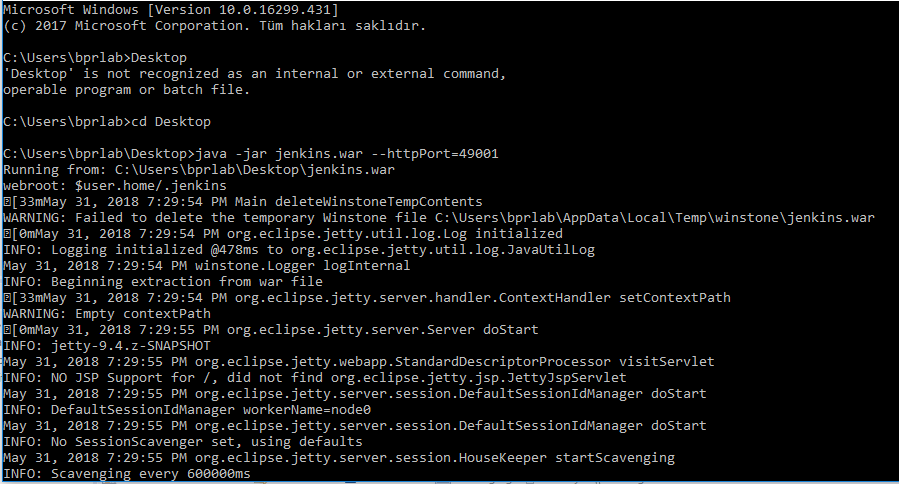 Microsoft Windows [Version 10.0.16299.431]
(c) 2017 Microsoft Corporation. Tüm hakları saklıdır.
C:\Users\bprlab>Desktop
'Desktop' is not recognized as an internal or external command,
operable program or batch file.
C:\Users\bprlab>cd Desktop
C:\Users\bprlab\Desktop>java -jar jenkins.war --httpPort=49001
Running from: C:\Users\bprlab\Desktop\jenkins.war
webroot: $user.home/.jenkins
[33mMay 31, 2018 7:29:54 PM Main deleteWinstoneTempContents
WARNING: Failed to delete the temporary Winstone file C:\Users\bprlab\AppData\Local\Temp\winstone\jenkins.war
[0mMay 31, 2018 7:29:54 PM org.eclipse.jetty.util.log.Log initialized
INFO: Logging initialized @478ms to org.eclipse.jetty.util.log.JavaUtilLog
May 31, 2018 7:29:54 PM winstone.Logger logInternal
INFO: Beginning extraction from war file
[33mMay 31, 2018 7:29:54 PM org.eclipse.jetty.server.handler.ContextHandler setContextPath
WARNING: Empty contextPath
[0mMay 31, 2018 7:29:55 PM org.eclipse.jetty.server.Server doStart
INFO: jetty-9.4.z-SNAPSHOT
May 31, 2018 7:29:55 PM org.eclipse.jetty.webapp.StandardDescriptorProcessor visitServlet
INFO: NO JSP Support for /, did not find org.eclipse.jetty.jsp.JettyJspServlet
May 31, 2018 7:29:55 PM org.eclipse.jetty.server.session.DefaultSessionIdManager doStart
INFO: DefaultSessionIdManager workerName=node0
May 31, 2018 7:29:55 PM org.eclipse.jetty.server.session.DefaultSessionIdManager doStart
INFO: No SessionScavenger set, using defaults
May 31, 2018 7:29:55 PM org.eclipse.jetty.server.session.HouseKeeper startScavenging
INFO: Scavenging every 600000ms